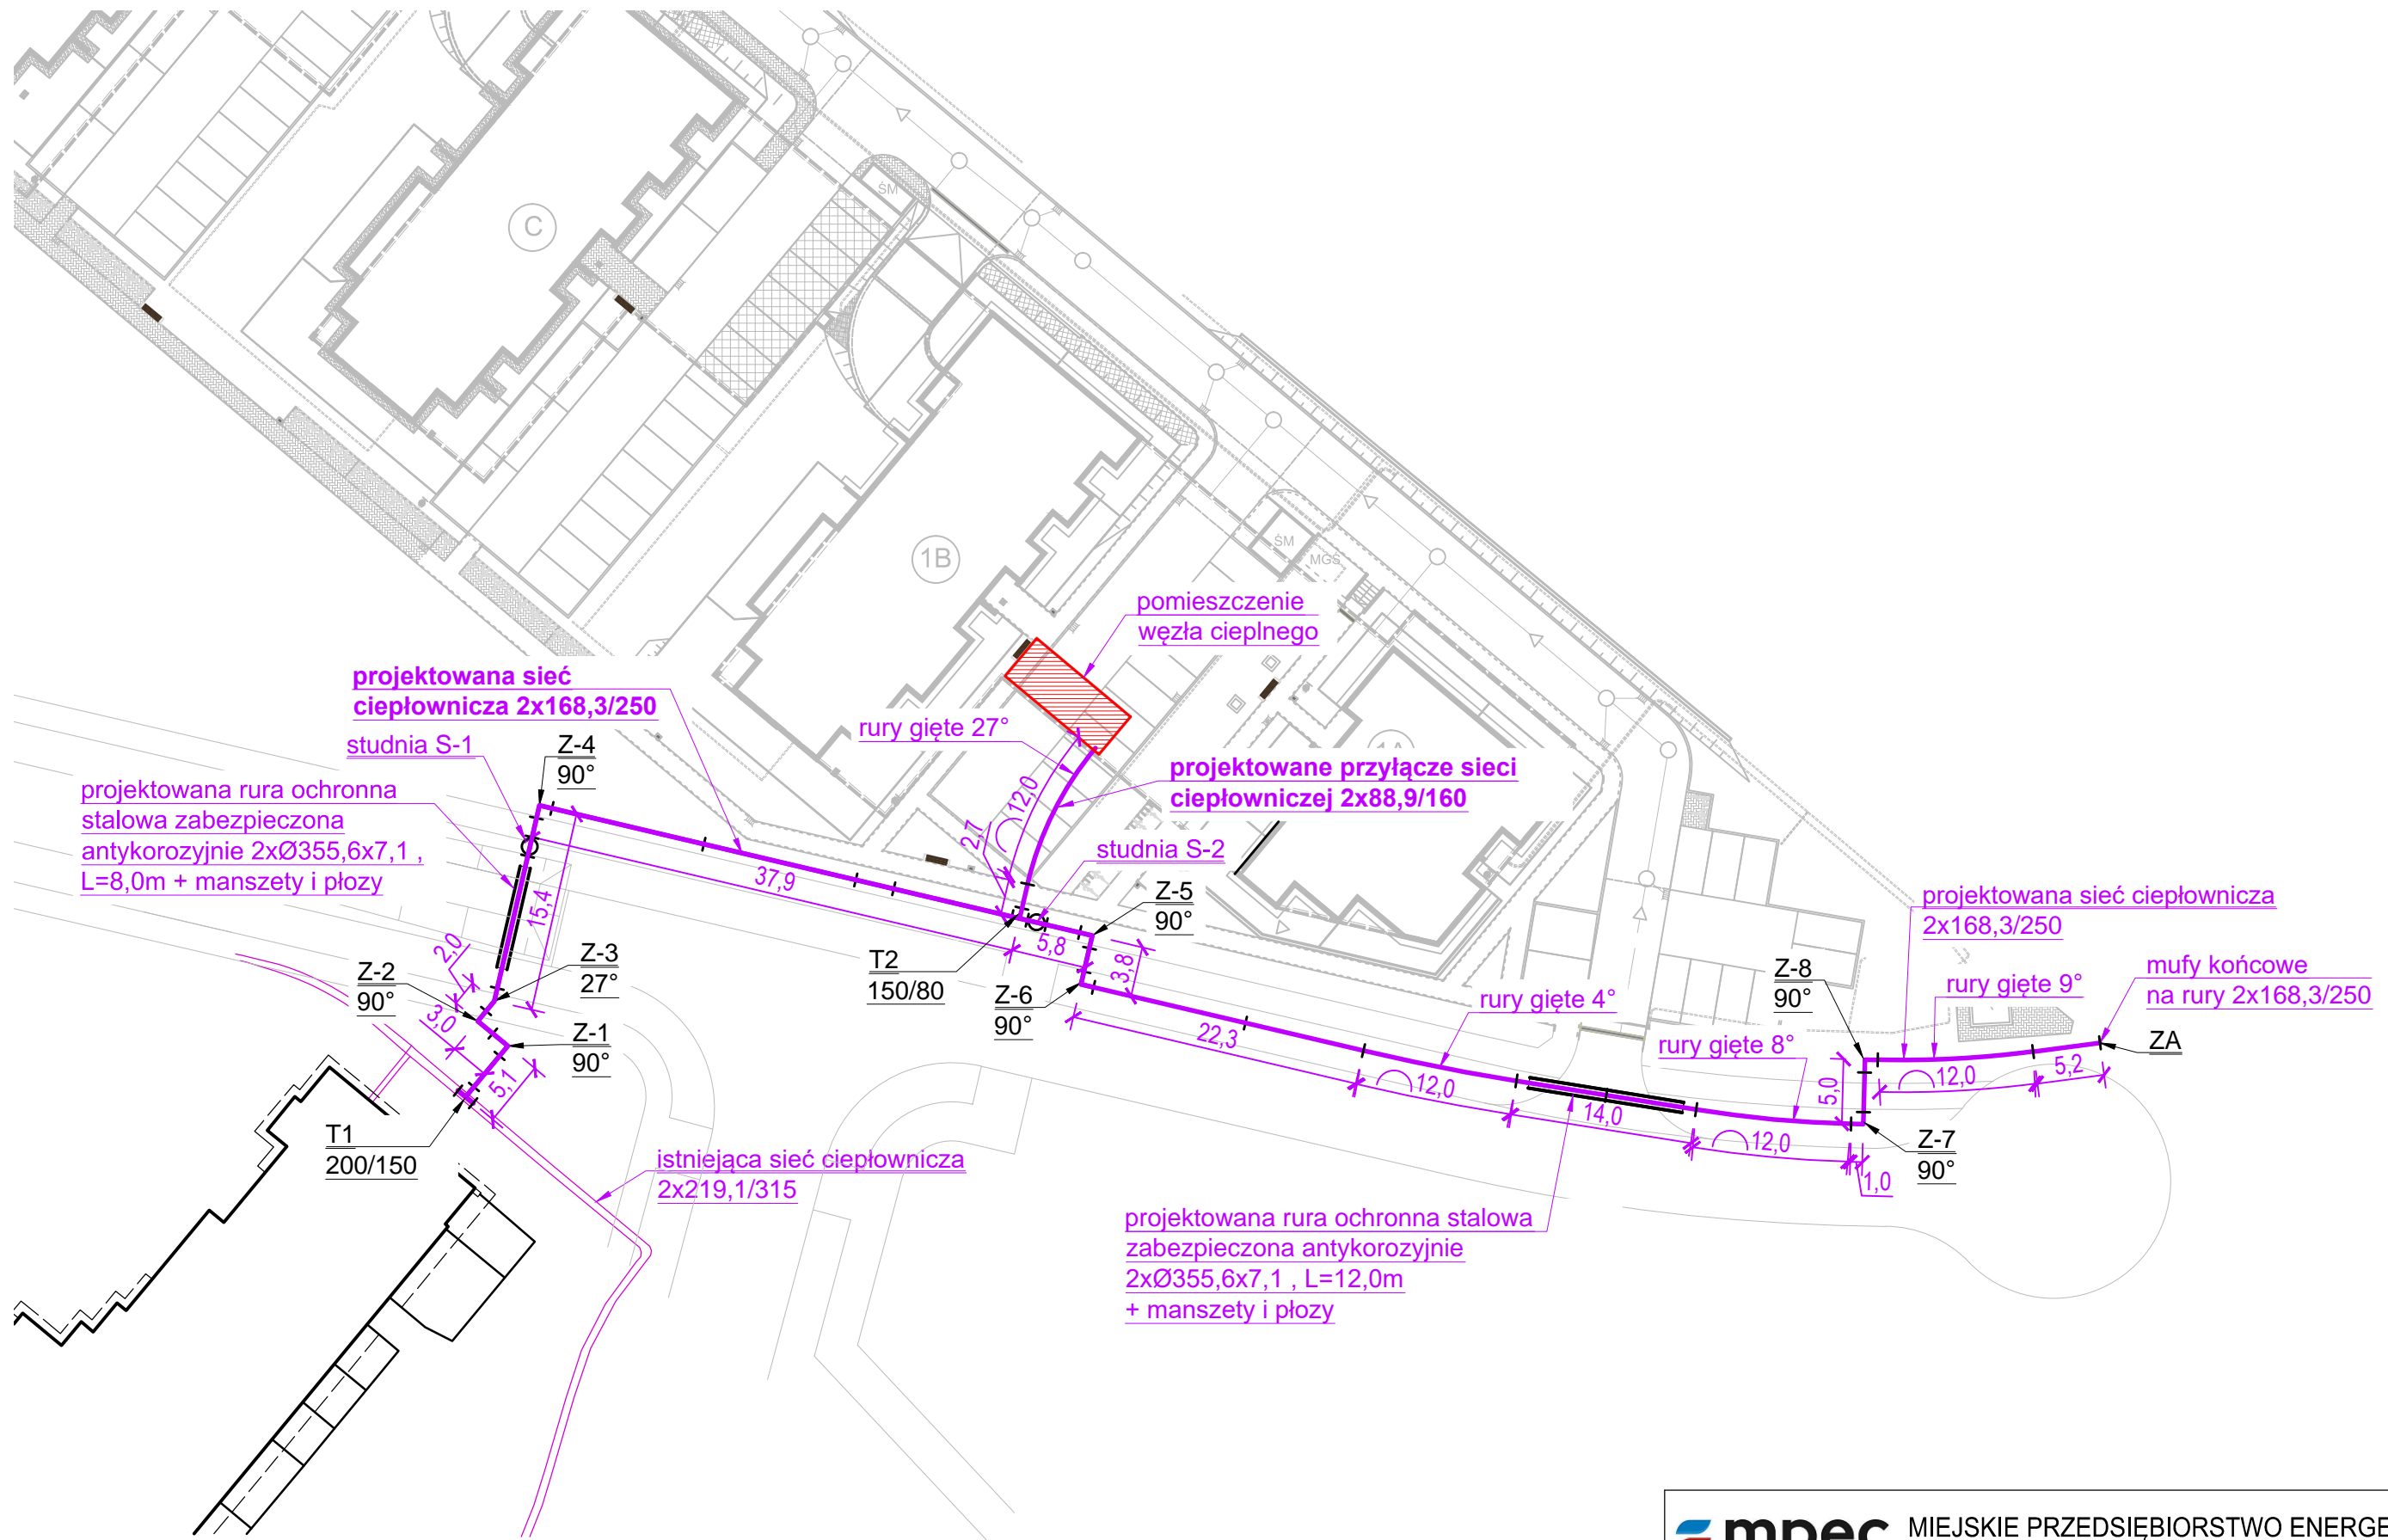 ŚM
C
1B
ŚM
MGŚ
pomieszczenie
węzła cieplnego
projektowana sieć
ciepłownicza 2x168,3/250
rury gięte 27°
studnia S-1
Z-4
90°
projektowane przyłącze sieci
ciepłowniczej 2x88,9/160
projektowana rura ochronna
stalowa zabezpieczona
antykorozyjnie 2xØ355,6x7,1 ,
L=8,0m + manszety i płozy
12,0
2,7
studnia S-2
37,9
15,4
Z-5
90°
projektowana sieć ciepłownicza
2x168,3/250
2,0
Z-3
27°
Z-2
90°
T2
150/80
5,8
3,8
Z-6
90°
Z-8
90°
mufy końcowe
na rury 2x168,3/250
rury gięte 9°
rury gięte 4°
3,0
Z-1
90°
22,3
rury gięte 8°
ZA
5,1
12,0
14,0
12,0
5,0
12,0
5,2
T1
200/150
Z-7
90°
1,0
istniejąca sieć ciepłownicza
2x219,1/315
projektowana rura ochronna stalowa
zabezpieczona antykorozyjnie
2xØ355,6x7,1 , L=12,0m
+ manszety i płozy
mpec MIEJSKIE PRZEDSIĘBIORSTWO ENERGE